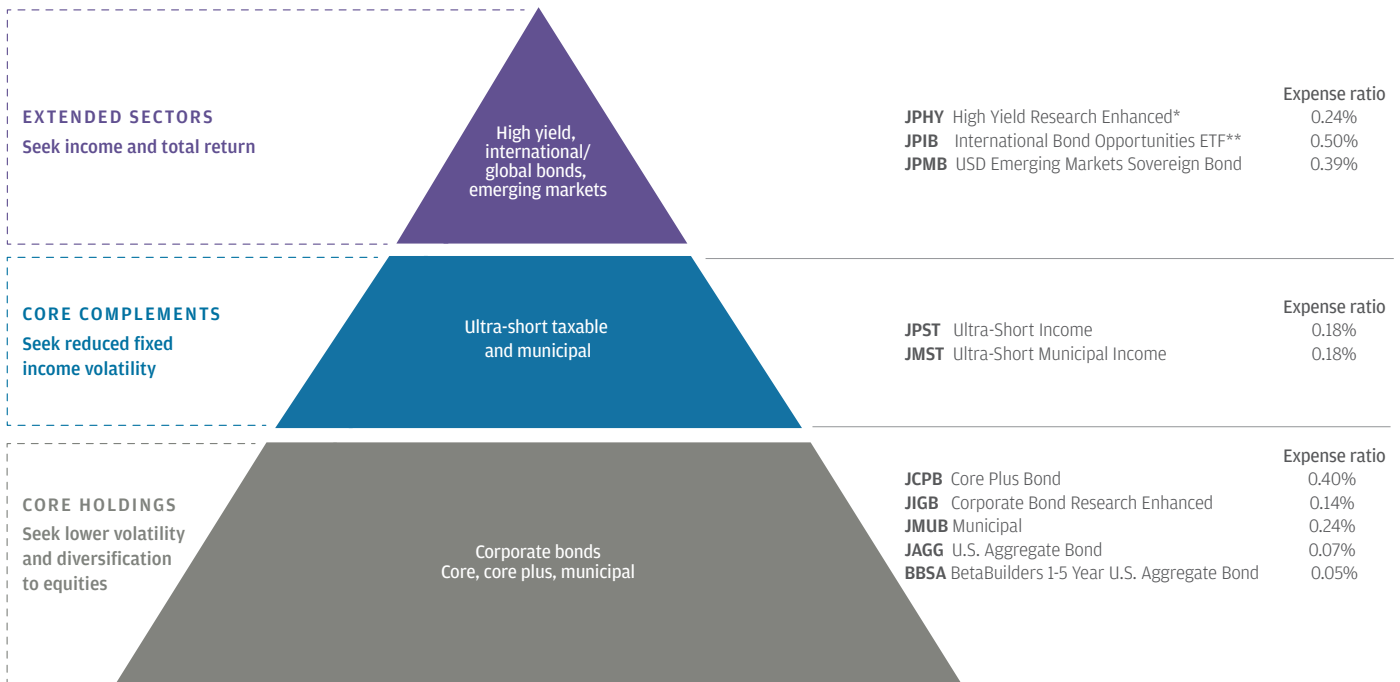 EXTENDED SECTORS
Seek income and total return
High yield,
international/
global bonds,
emerging markets
Expense ratio
JPHY High Yield Research Enhanced* 0.24%
JPIB International Bond Opportunities ETF** 0.50%
JPMB USD Emerging Markets Sovereign Bond 0.39%
CORE COMPLEMENTS
Seek reduced fixed
income volatility
Ultra-short taxable
and municipal
Expense ratio
JPST Ultra-Short Income 0.18%
JMST Ultra-Short Municipal Income 0.18%
CORE HOLDINGS
Seek lower volatility
and diversification
to equities
Corporate bonds
Core, core plus, municipal
Expense ratio
JCPB Core Plus Bond 0.40%
JIGB Corporate Bond Research Enhanced 0.14%
JMUB Municipal 0.24%
JAGG U.S. Aggregate Bond 0.07%
BBSA BetaBuilders 1-5 Year U.S. Aggregate Bond 0.05%